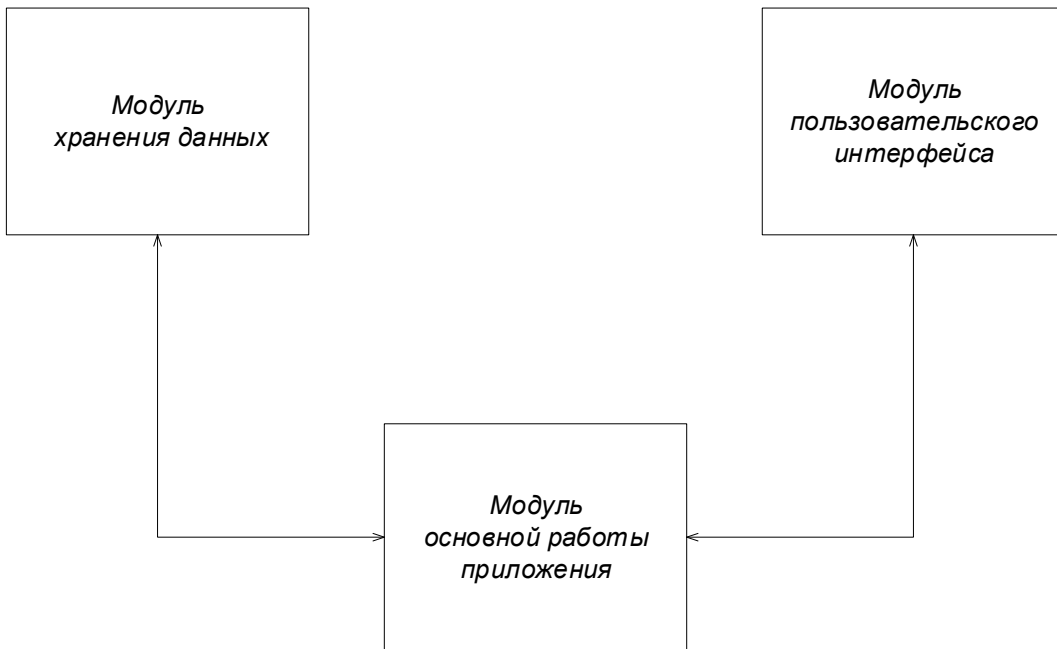 Модуль
хранения данных
Модуль
пользовательского
интерфейса
Модуль
основной работы
приложения